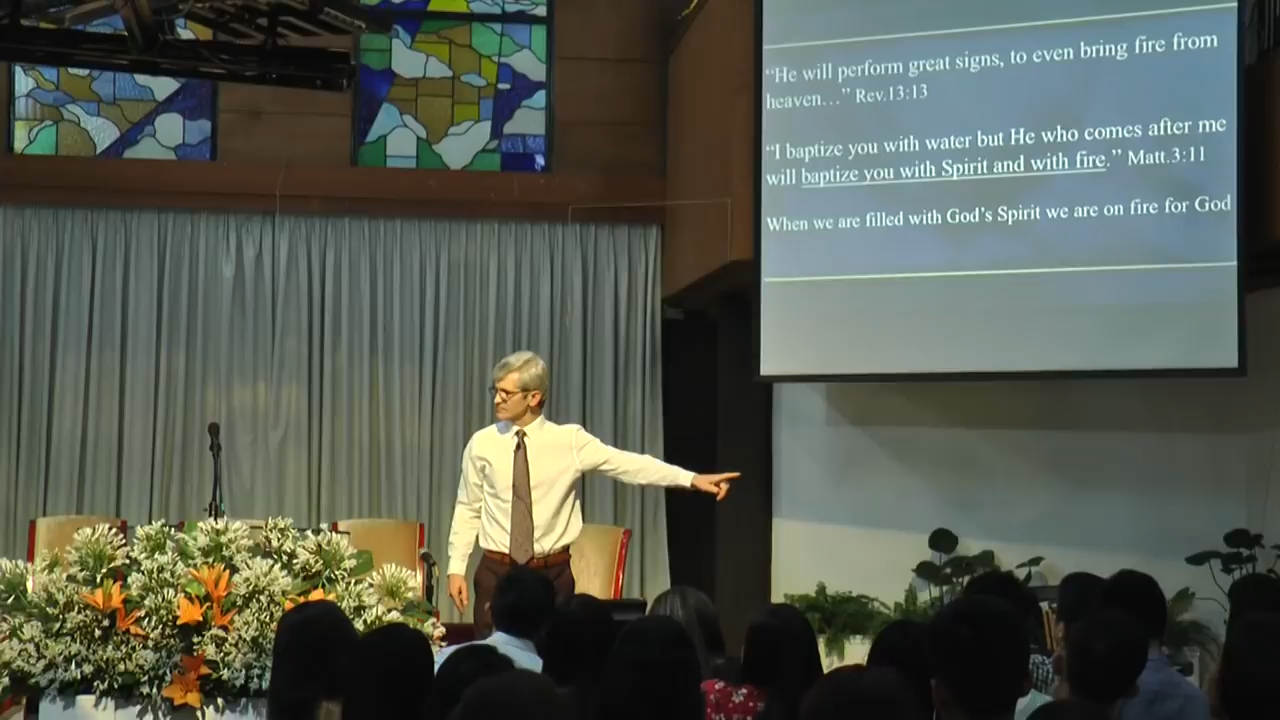 “He will perform great signs, to even bring fire from
heaven…” Rev.13:13
“I baptize you with water but He who comes after me
will baptize you with Spirit and with fire.” Matt.3:11
When we are filled with God’s Spirit we are on fire for God